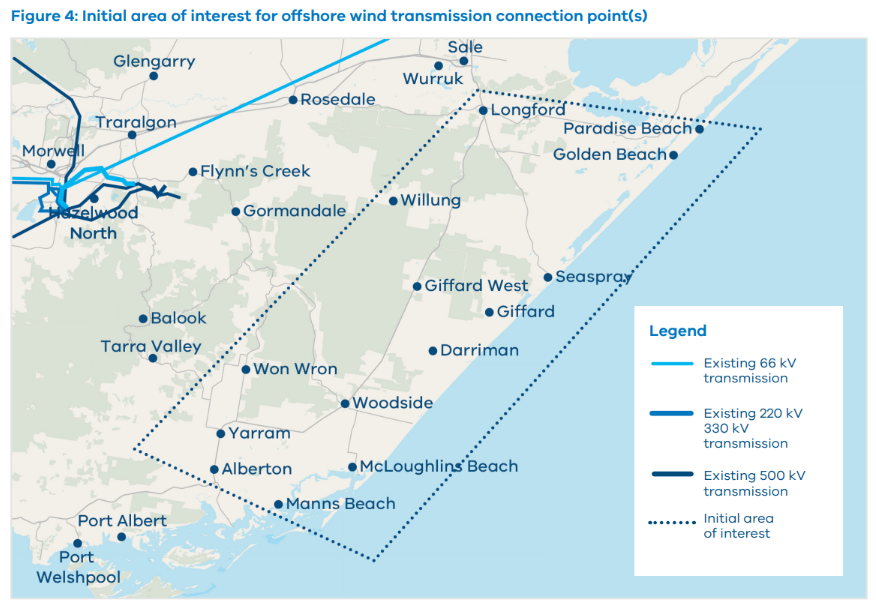 Figure 4: Initial area of interest for offshore wind transmission connection point(s)
Sale
Glengarry
Wurruk
Rosedale
Longford
Traralgon
Paradise Beach
Morwell
Golden Beach
Flynn's Creek
Willung
Hazelwood
North
Gormandale
Seaspray
Giffard West
Giffard
Balook
Tarra Valley
Darriman
Won Wron
Woodside
Yarram
Alberton
McLoughlins Beach
Manns Beach
Port Albert
Port
Welshpool
Legend
Existing 66 kV
transmission
Existing 220 kV
330 kV
transmission
Existing 500 kV
transmission
Initial area
of interest